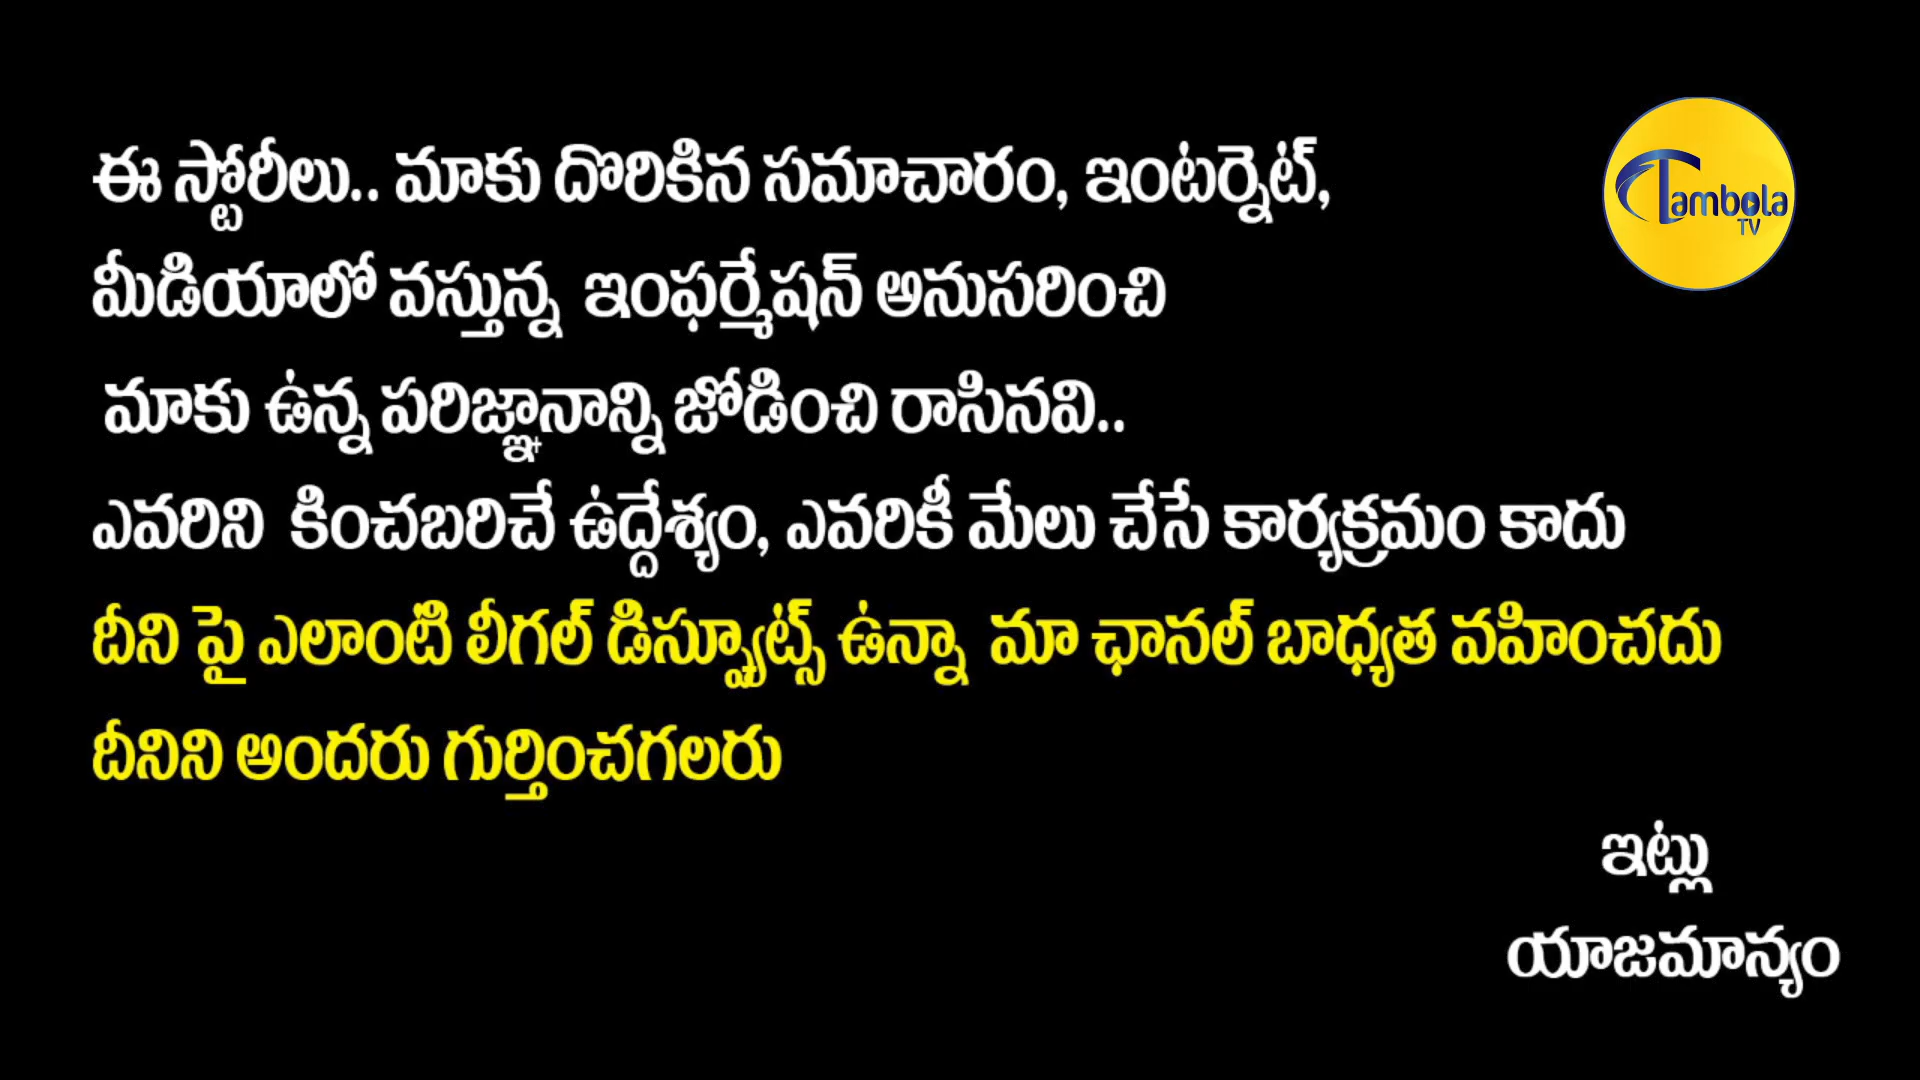 ఈ స్టోరీలు.. మాకు దొరికిన సమాచారం, ఇంటర్నెట్,
Tambola
TV
మీడియాలో వస్తున్న ఇంఫర్మేషన్ అనుసరించి
మాకు ఉన్న పరిజ్ఞానాన్ని జోడించి రాసినవి..
ఎవరిని కించబరిచే ఉద్దేశ్యం, ఎవరికీ మేలు చేసే కార్యక్రమం కాదు
దీని పై ఎలాంటి లీగల్ డిస్ప్యూట్స్ ఉన్నా మా ఛానల్ బాధ్యత వహించదు
దీనిని అందరు గుర్తించగలరు
ఇట్లు
యాజమాన్యం